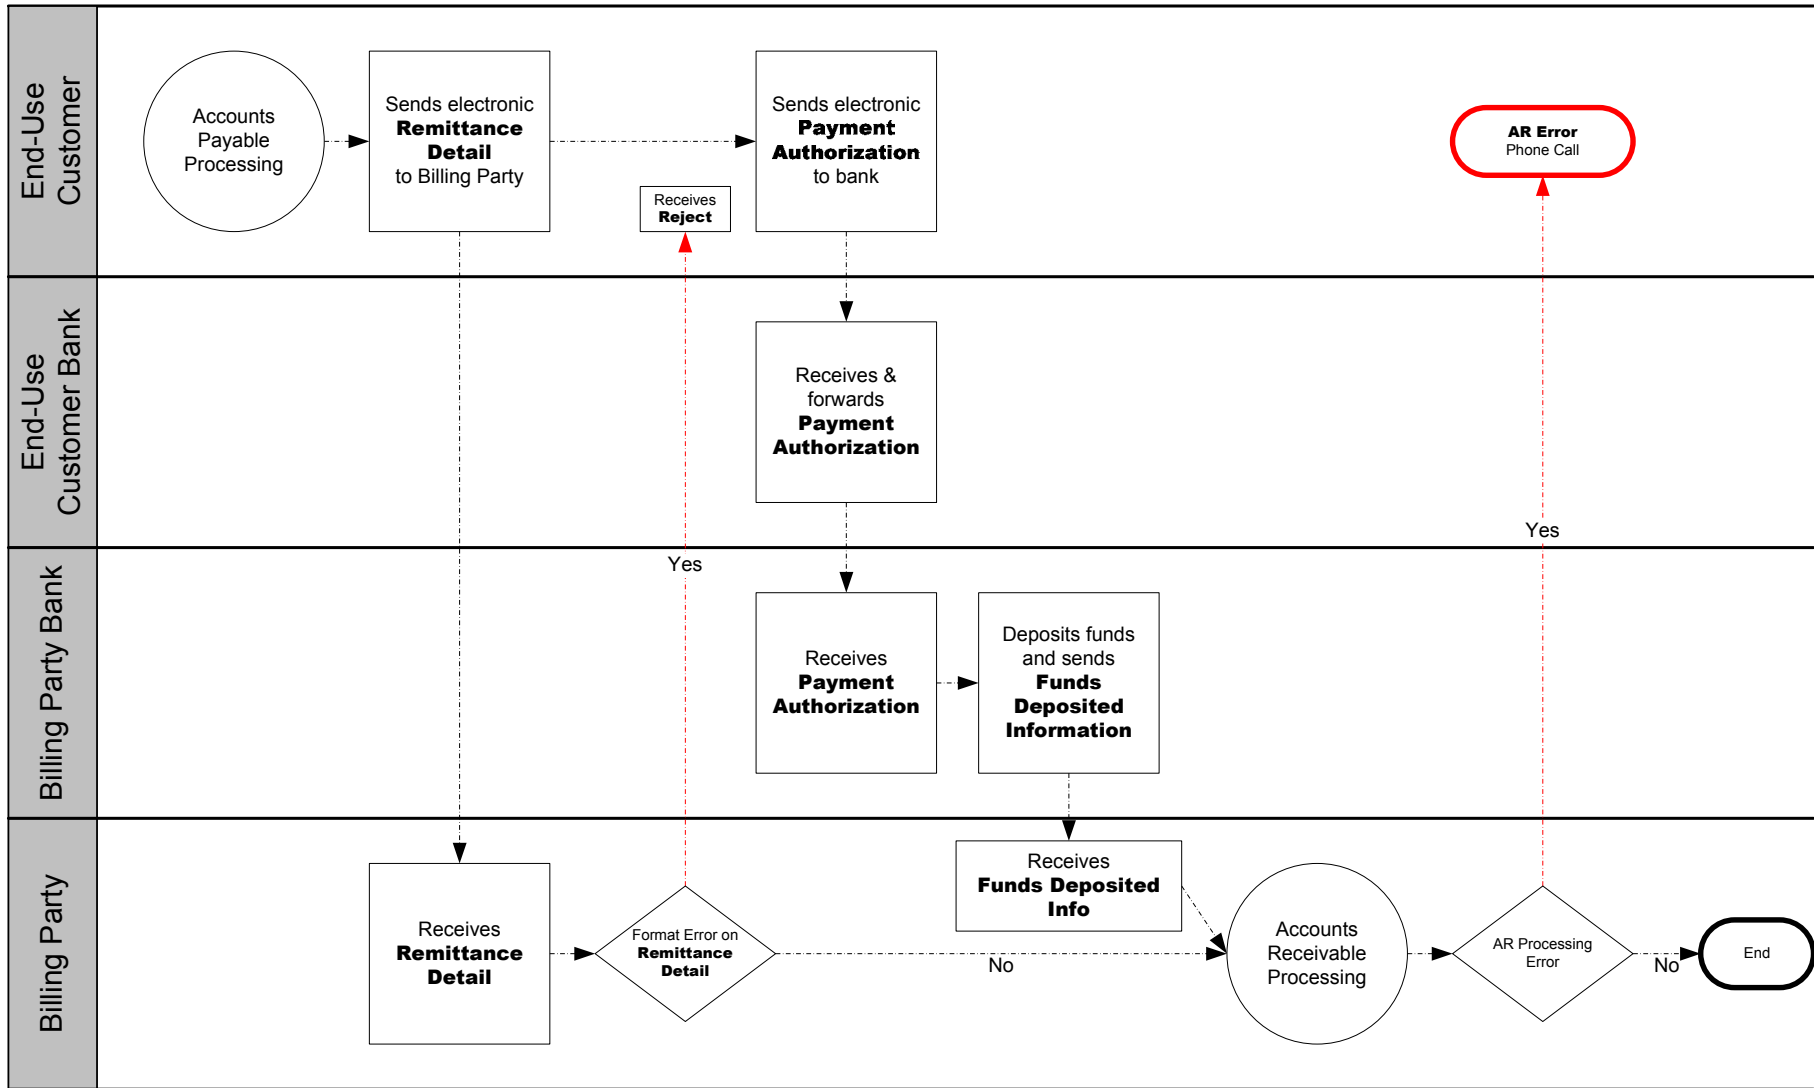 End-Use
Customer
Accounts
Payable
Processing
Sends electronic
Remittance
Detail
to Billing Party
Receives
Reject
Sends electronic
Payment
Authorization
to bank
AR Error
Phone Call
End-Use
Customer Bank
Receives &
forwards
Payment
Authorization
Yes
Billing Party Bank
Yes
Receives
Payment
Authorization
Deposits funds
and sends
Funds
Deposited
Information
Billing Party
Receives
Remittance
Detail
Format Error on
Remittance
Detail
No
Receives
Funds Deposited
Info
Accounts
Receivable
Processing
AR Processing
Error
No
End